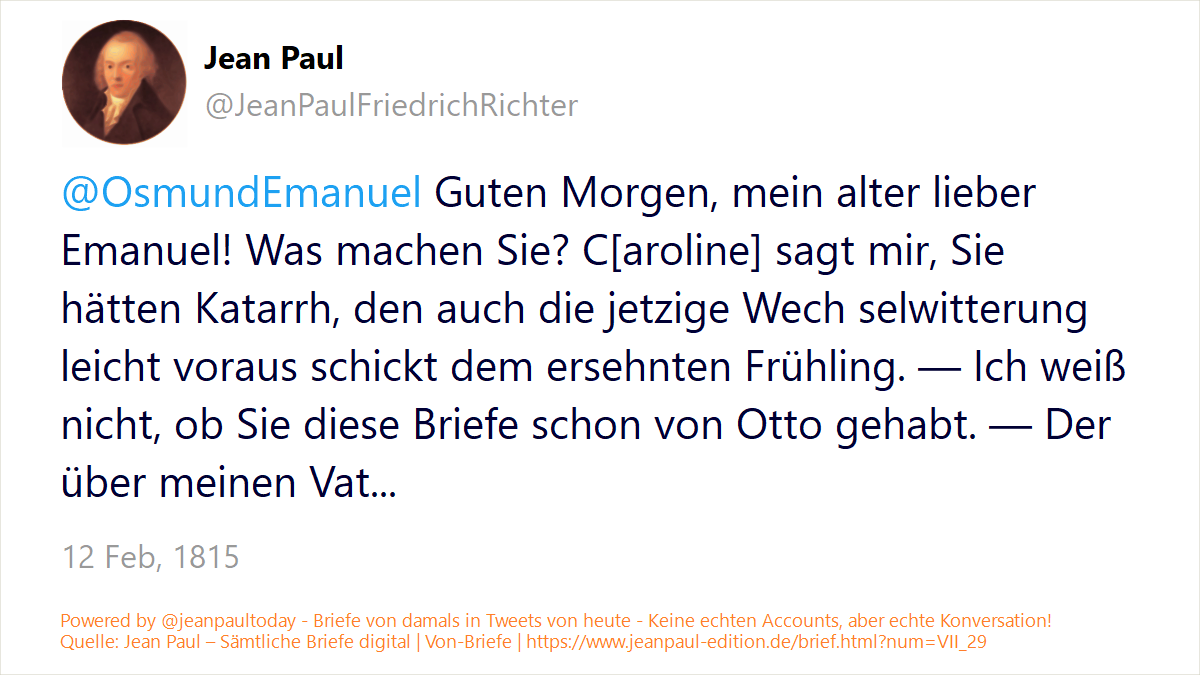 Jean Paul
@JeanPaulFriedrichRichter
@OsmundEmanuel Guten Morgen, mein alter lieber
Emanuel! Was machen Sie? C[aroline] sagt mir, Sie
hätten Katarrh, den auch die jetzige Wech selwitterung
leicht voraus schickt dem ersehnten Frühling. — Ich weiß
nicht, ob Sie diese Briefe schon von Otto gehabt. — Der
über meinen Vat...
12 Feb, 1815
Powered by @jeanpaultoday - Briefe von damals in Tweets von heute - Keine echten Accounts, aber echte Konversation!
Quelle: Jean Paul – Sämtliche Briefe digital | Von-Briefe | https://www.jeanpaul-edition.de/brief.html?num=VII_29